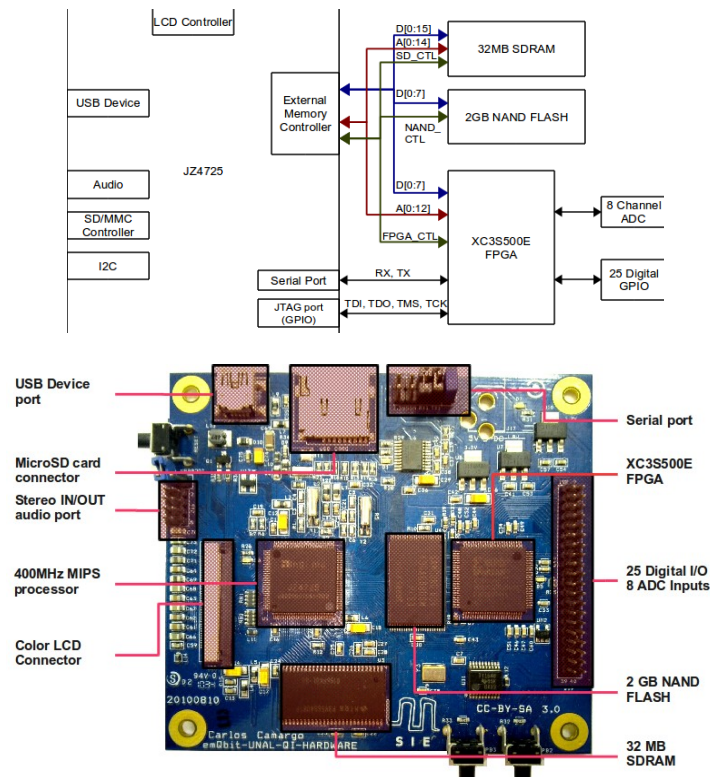 LCD Controller
D[0:15]
A[0:14]
SD_CTL
32MB SDRAM
USB Device
External
Memory
Controller
D[0:7]
NAND_
CTL
2GB NAND FLASH
JZ4725
Audio
SD/MMC
Controller
I2C
D[0:7]
A[0:12]
FPGA_CTL
XC3S500E
FPGA
8 Channel
ADC
25 Digital
GPIO
Serial Port
RX, TX
JTAG port
(GPIO)
TDI, TDO, TMS, TCK
USB Device
port
MicroSD card
connector
Stereo IN/OUT
audio port
400MHz MIPS
processor
Color LCD
Connector
Serial port
XC3S500E
FPGA
25 Digital I/O
8 ADC Inputs
2 GB NAND
FLASH
32 MB
SDRAM
94V-0
20100810
Carlos Camargo
emQbit-UNAL-QI-HARDWARE
SIE
CC-BY-SA 3.0
PB1
PB2